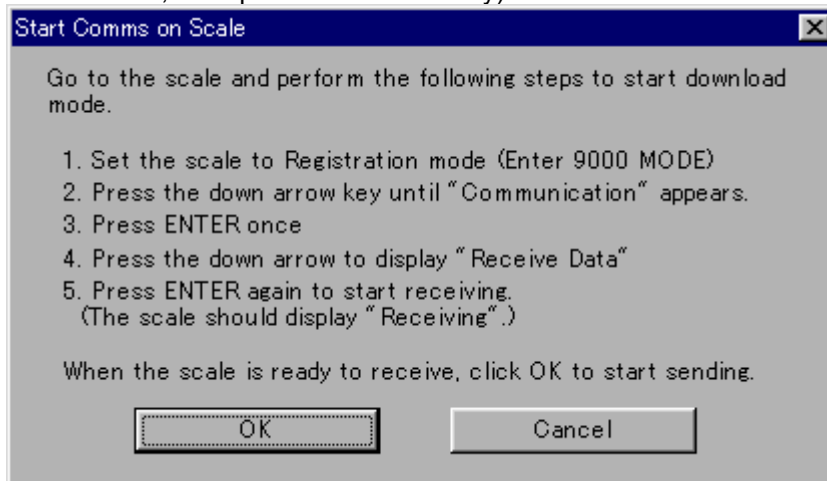 Start Comms on Scale
Go to the scale and perform the following steps to start download
mode.
1. Set the scale to Registration mode (Enter 9000 MODE)
2. Press the down arrow key until "Communication" appears.
3. Press ENTER once
4. Press the down arrow to display "Receive Data"
5. Press ENTER again to start receiving.
(The scale should display "Receiving".)
When the scale is ready to receive, click OK to start sending.
OK
Cancel